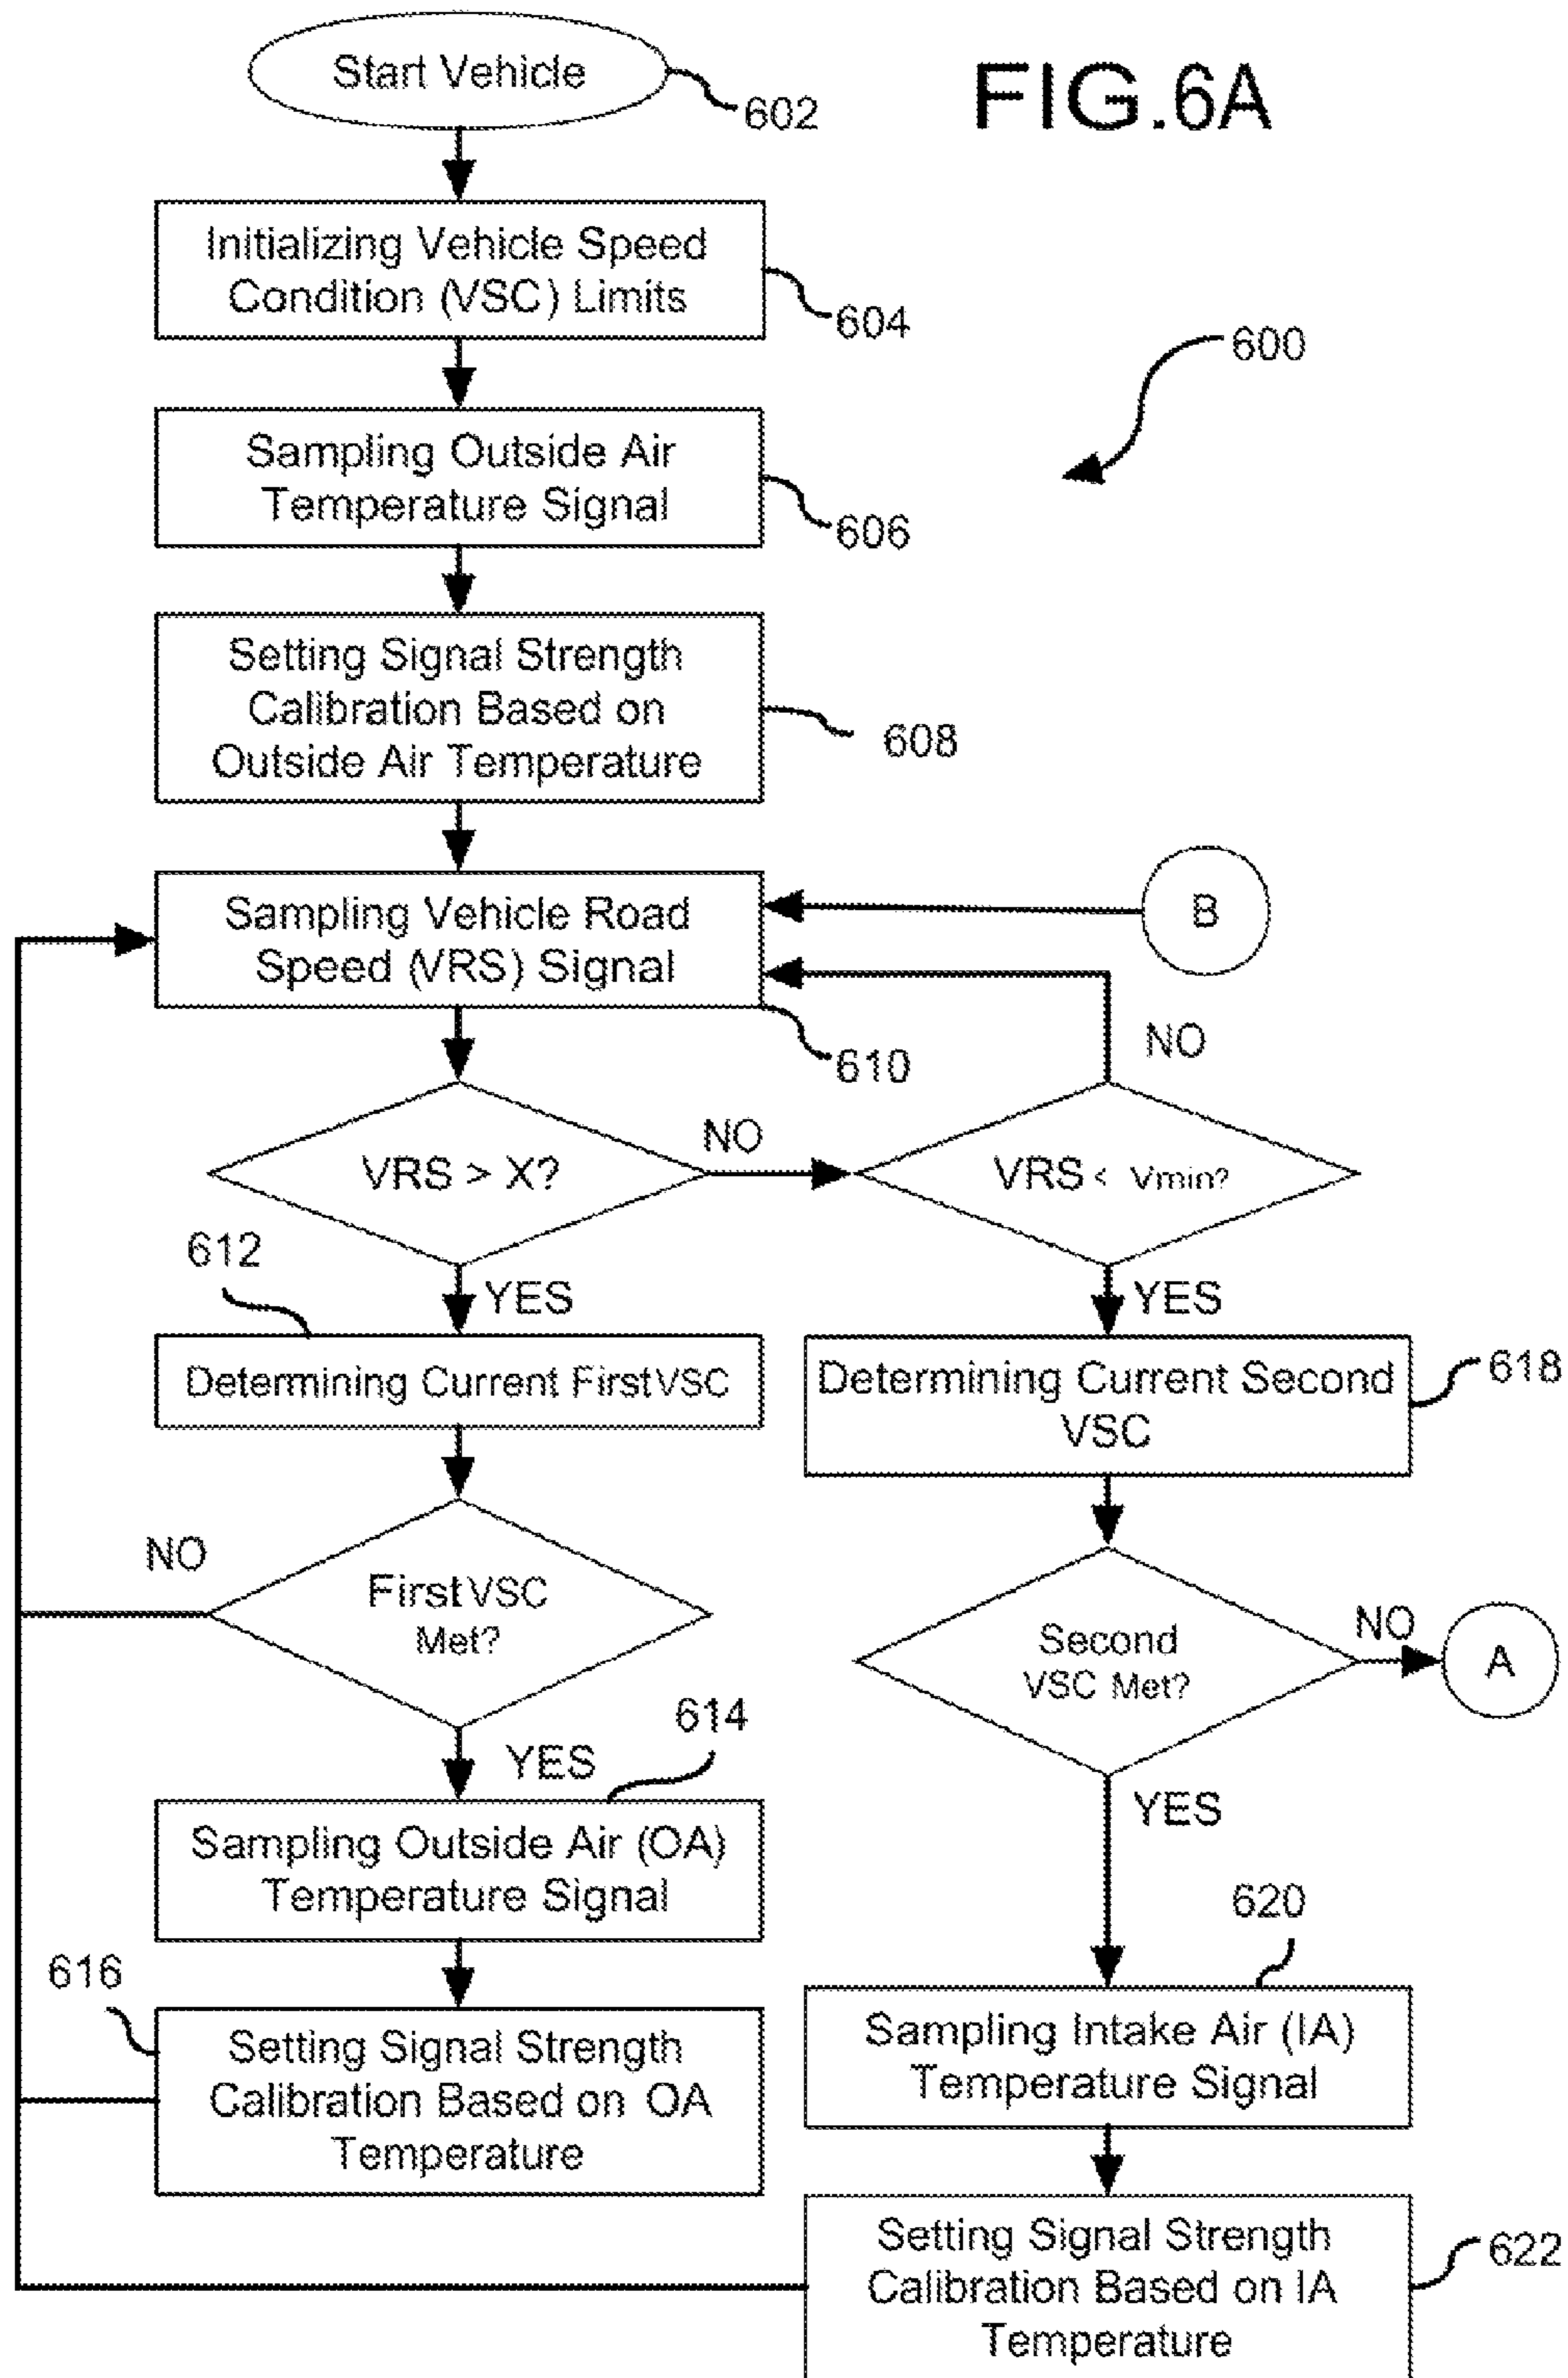 FIG.6A
Start Vehicle
602
Initializing Vehicle Speed
Condition (VSC) Limits
604
600
Sampling Outside Air
Temperature Signal
606
Setting Signal Strength
Calibration Based on
Outside Air Temperature
608
B
Sampling Vehicle Road
Speed (VRS) Signal
610
NO
VRS > X?
NO
VRS < Vmin?
612
YES
YES
Determining Current First VSC
Determining Current Second
VSC
618
NO
First VSC
Met?
Second
VSC Met?
NO
A
614
YES
YES
Sampling Outside Air (OA)
Temperature Signal
620
616
Setting Signal Strength
Calibration Based on OA
Temperature
Sampling Intake Air (IA)
Temperature Signal
Setting Signal Strength
Calibration Based on IA
Temperature
622